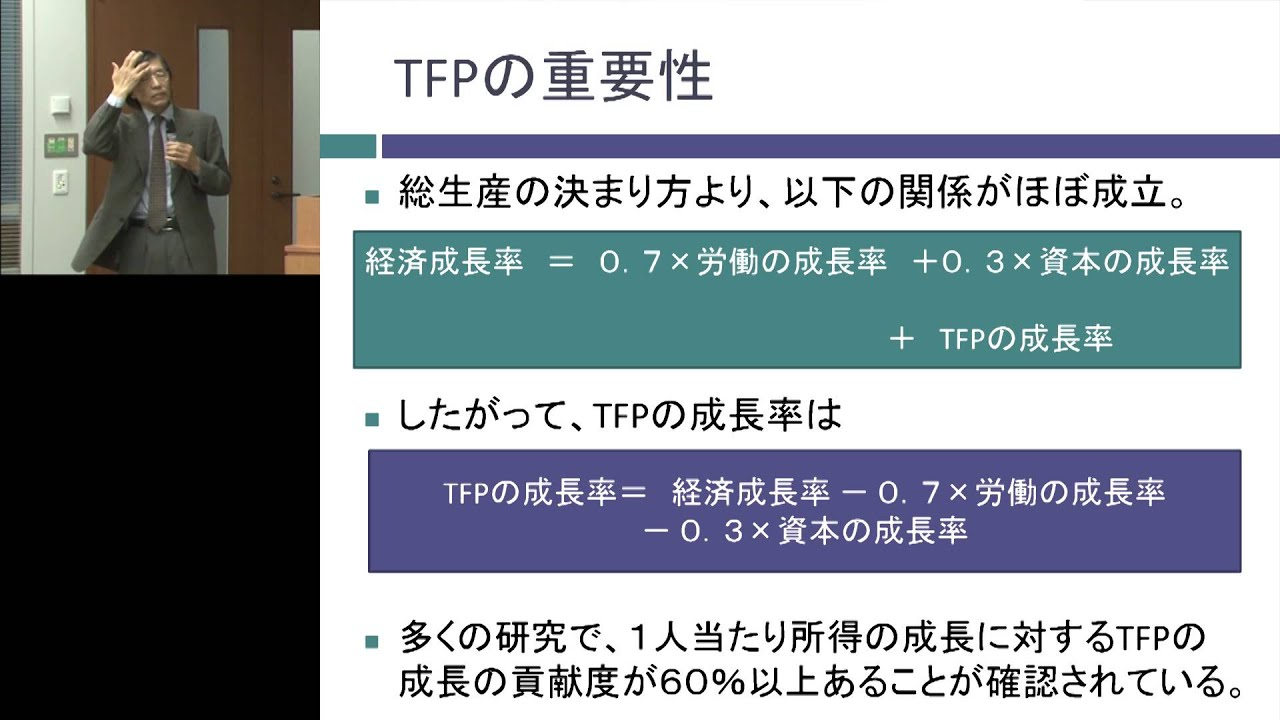 TFPの重要性
総生産の決まり方より、以下の関係がほぼ成立。
経済成長率 ＝ ０．７×労働の成長率 ＋０．３×資本の成長率
＋ TFPの成長率
したがって、TFPの成長率は
TFPの成長率＝ 経済成長率 －０．７×労働の成長率
－０．３×資本の成長率
多くの研究で、１人当たり所得の成長に対するTFPの
成長の貢献度が６０％以上あることが確認されている。